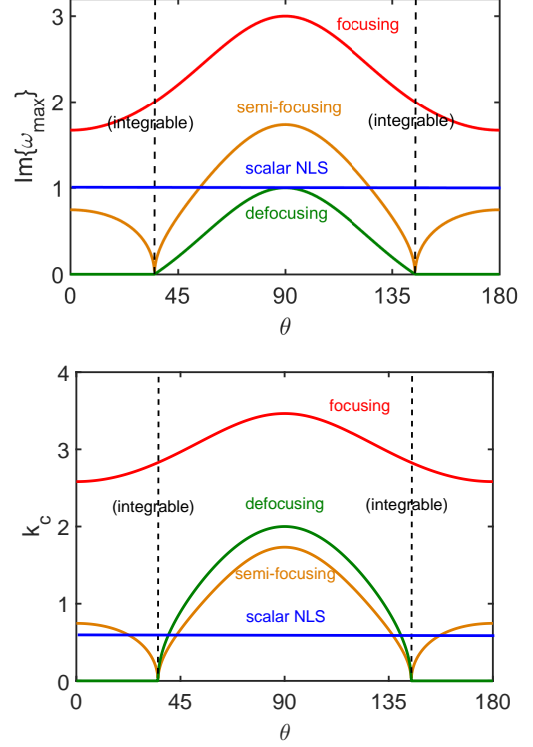 focusing
3
2
(integrable)
(integrable)
semi-focusing
scalar NLS
1
defocusing
0
Im{ω_max}
0 45 90 135 180
θ
4
focusing
3
(integrable)
defocusing
(integrable)
2
semi-focusing
scalar NLS
1
0
k_c
0 45 90 135 180
θ